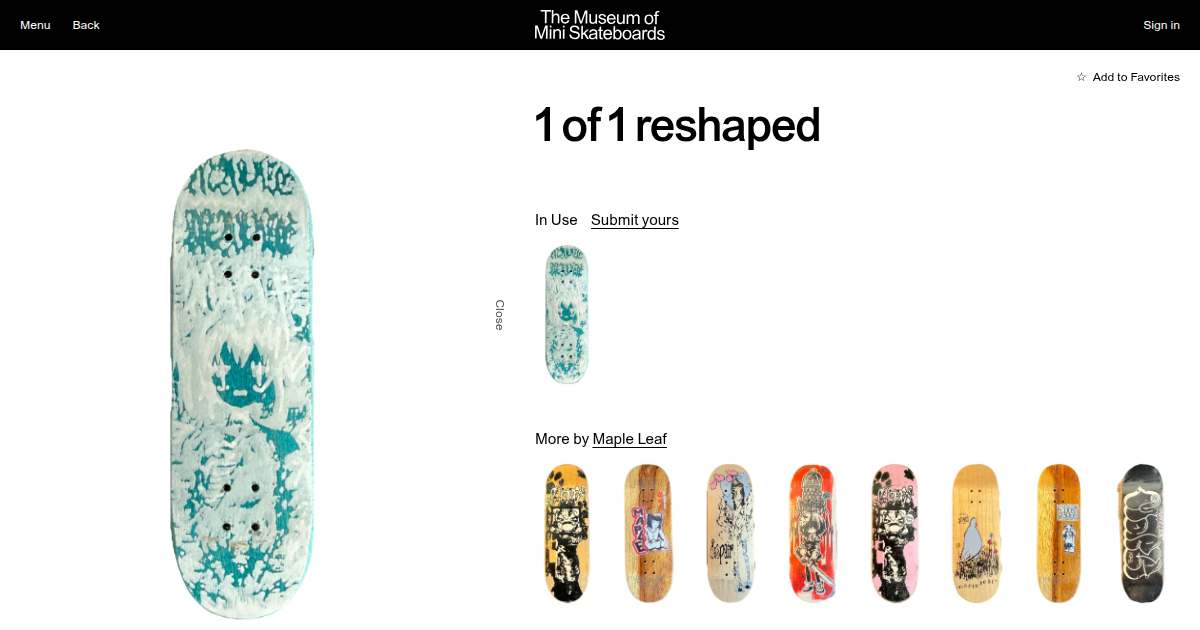 Menu
Back
The Museum of
Mini Skateboards
Sign in
☆ Add to Favorites
1 of 1 reshaped
In Use
Submit yours
Close
More by Maple Leaf